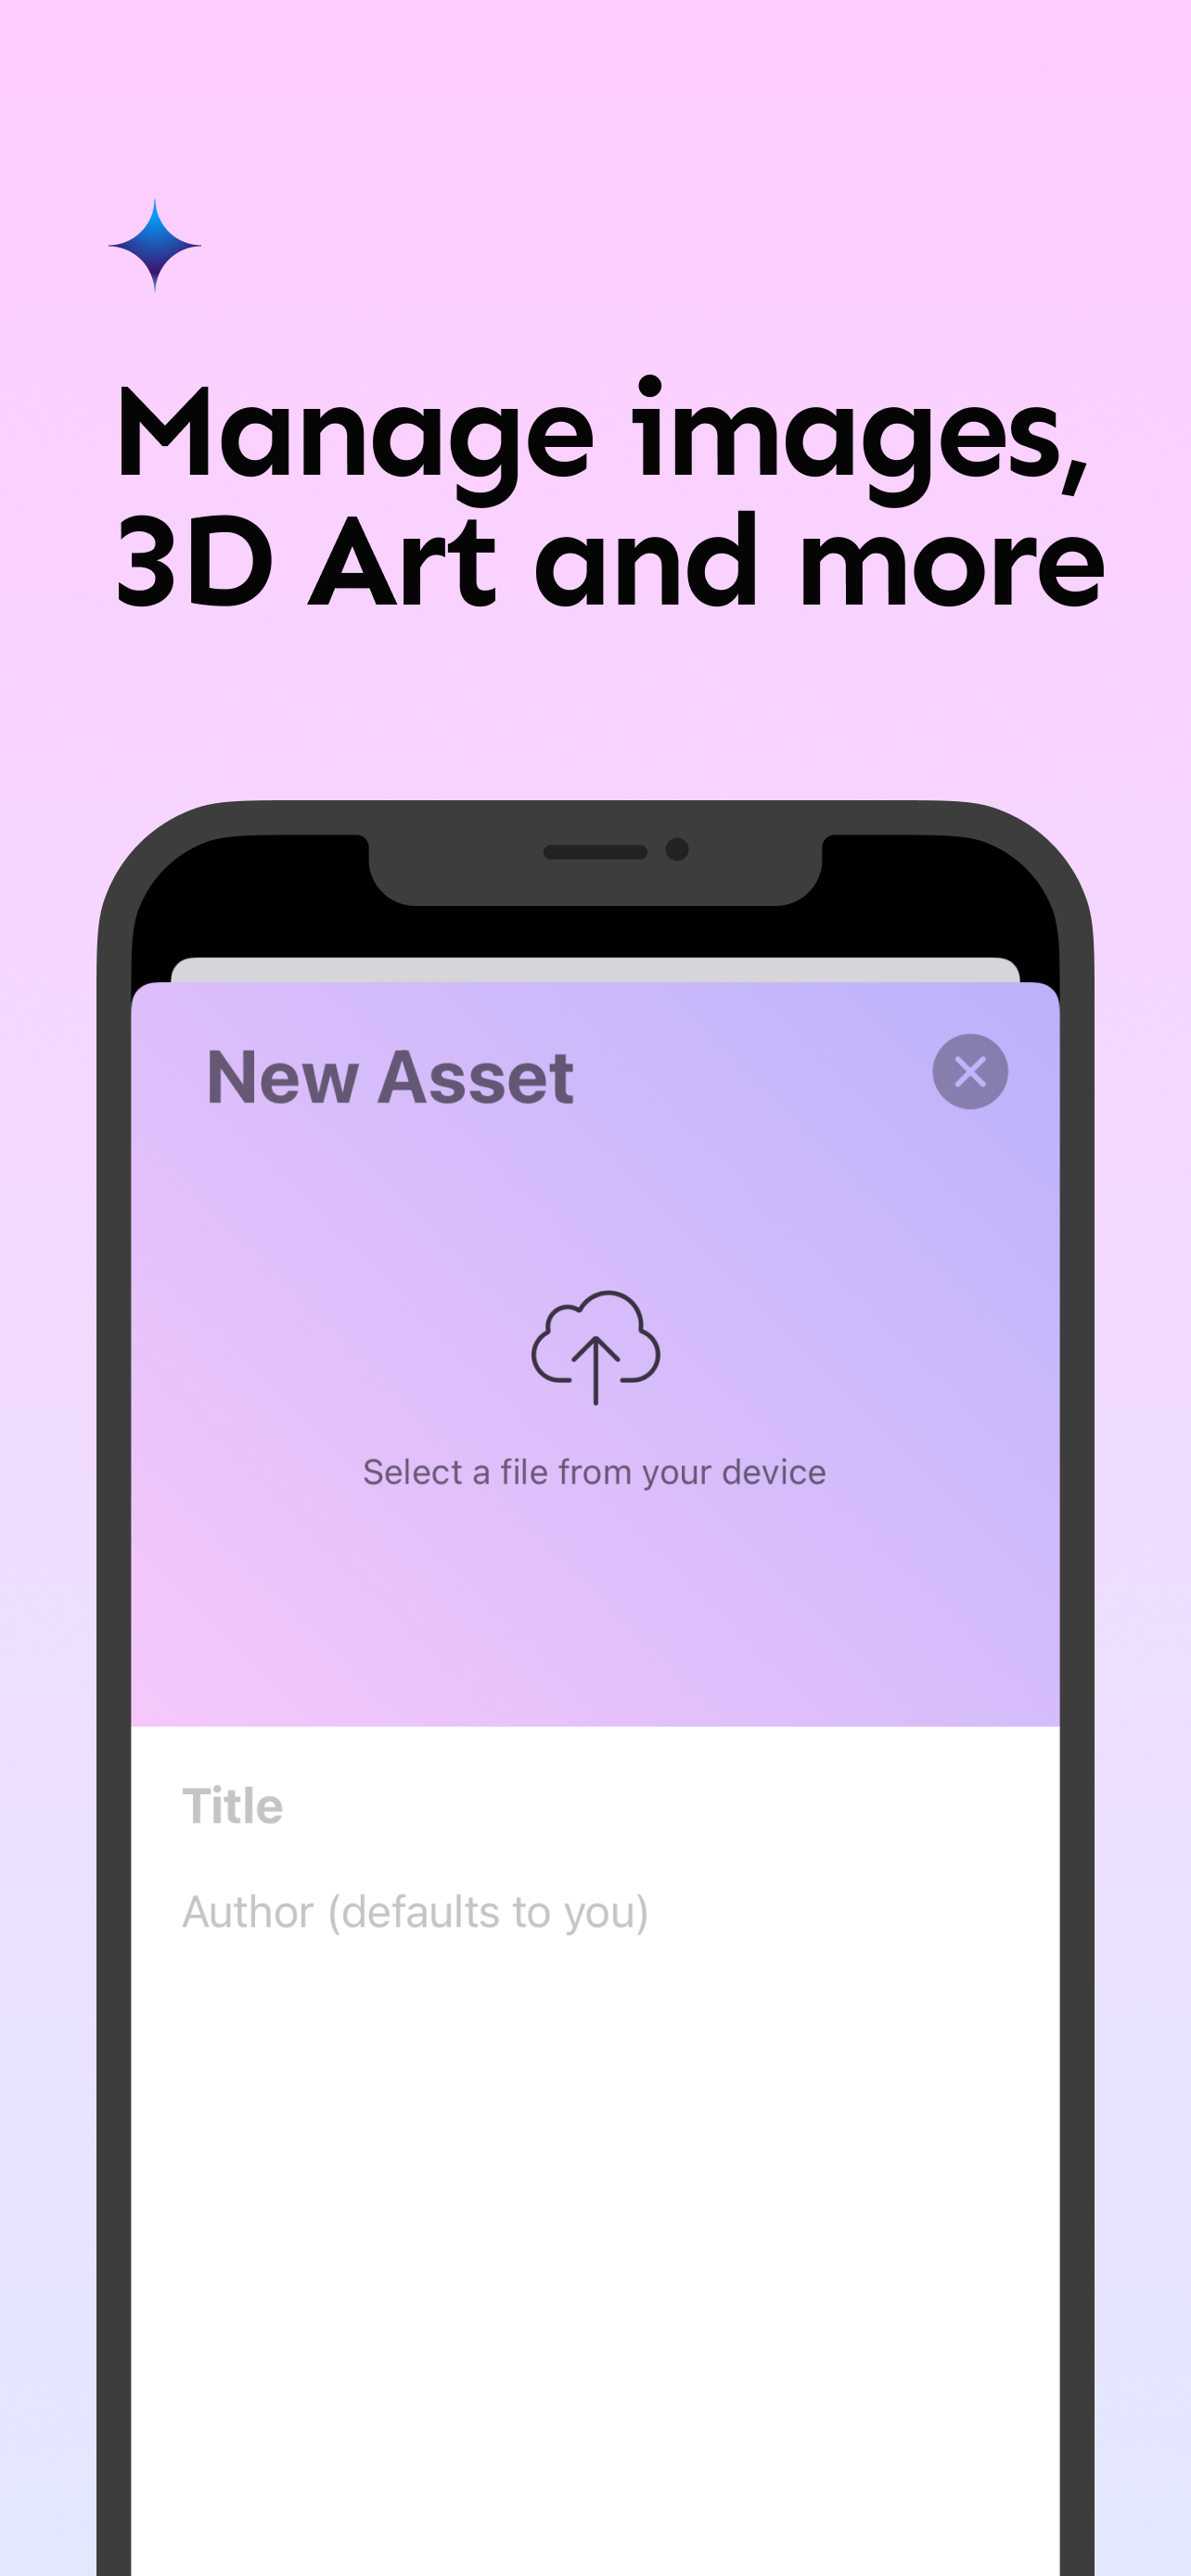 Manage images,
3D Art and more
New Asset
Select a file from your device
Title
Author (defaults to you)